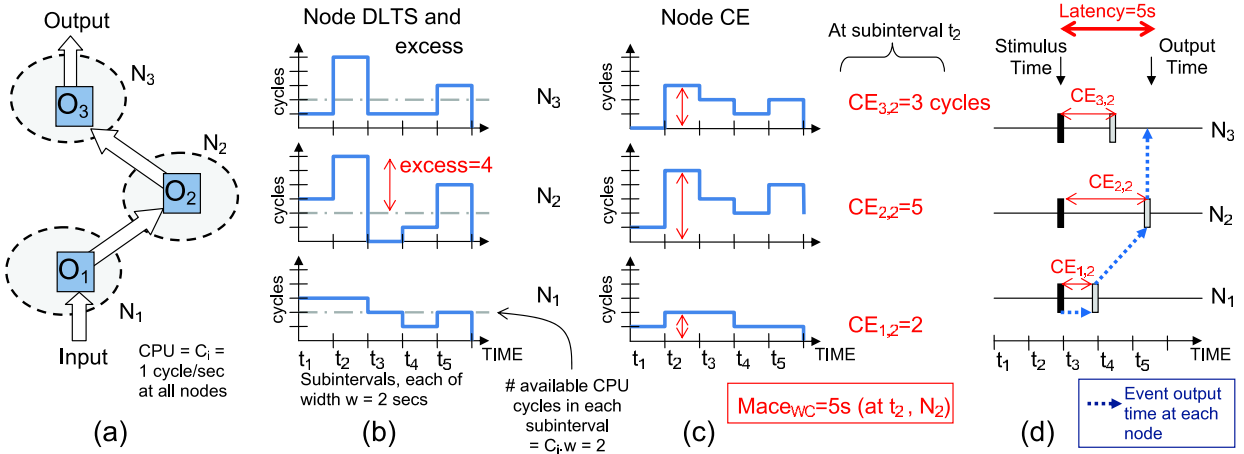 Output
N₃
O₃
N₂
O₂
O₁
N₁
Input
CPU = Cᵢ =
1 cycle/sec
at all nodes
(a)
Node DLTS and
excess
cycles
N₃
cycles
excess=4
N₂
cycles
N₁
t₁ t₂ t₃ t₄ t₅ TIME
Subintervals, each of
width w = 2 secs
(b)
# available CPU
cycles in each
subinterval
= Cᵢ.w = 2
Node CE
cycles
cycles
cycles
t₁ t₂ t₃ t₄ t₅ TIME
(c)
At subinterval t₂
CE₃,₂=3 cycles
CE₂,₂=5
CE₁,₂=2
Mace_WC=5s (at t₂ , N₂)
Latency=5s
Stimulus
Time
Output
Time
CE₃,₂
N₃
CE₂,₂
N₂
CE₁,₂
N₁
t₁ t₂ t₃ t₄ t₅ TIME
(d)
Event output
time at each
node